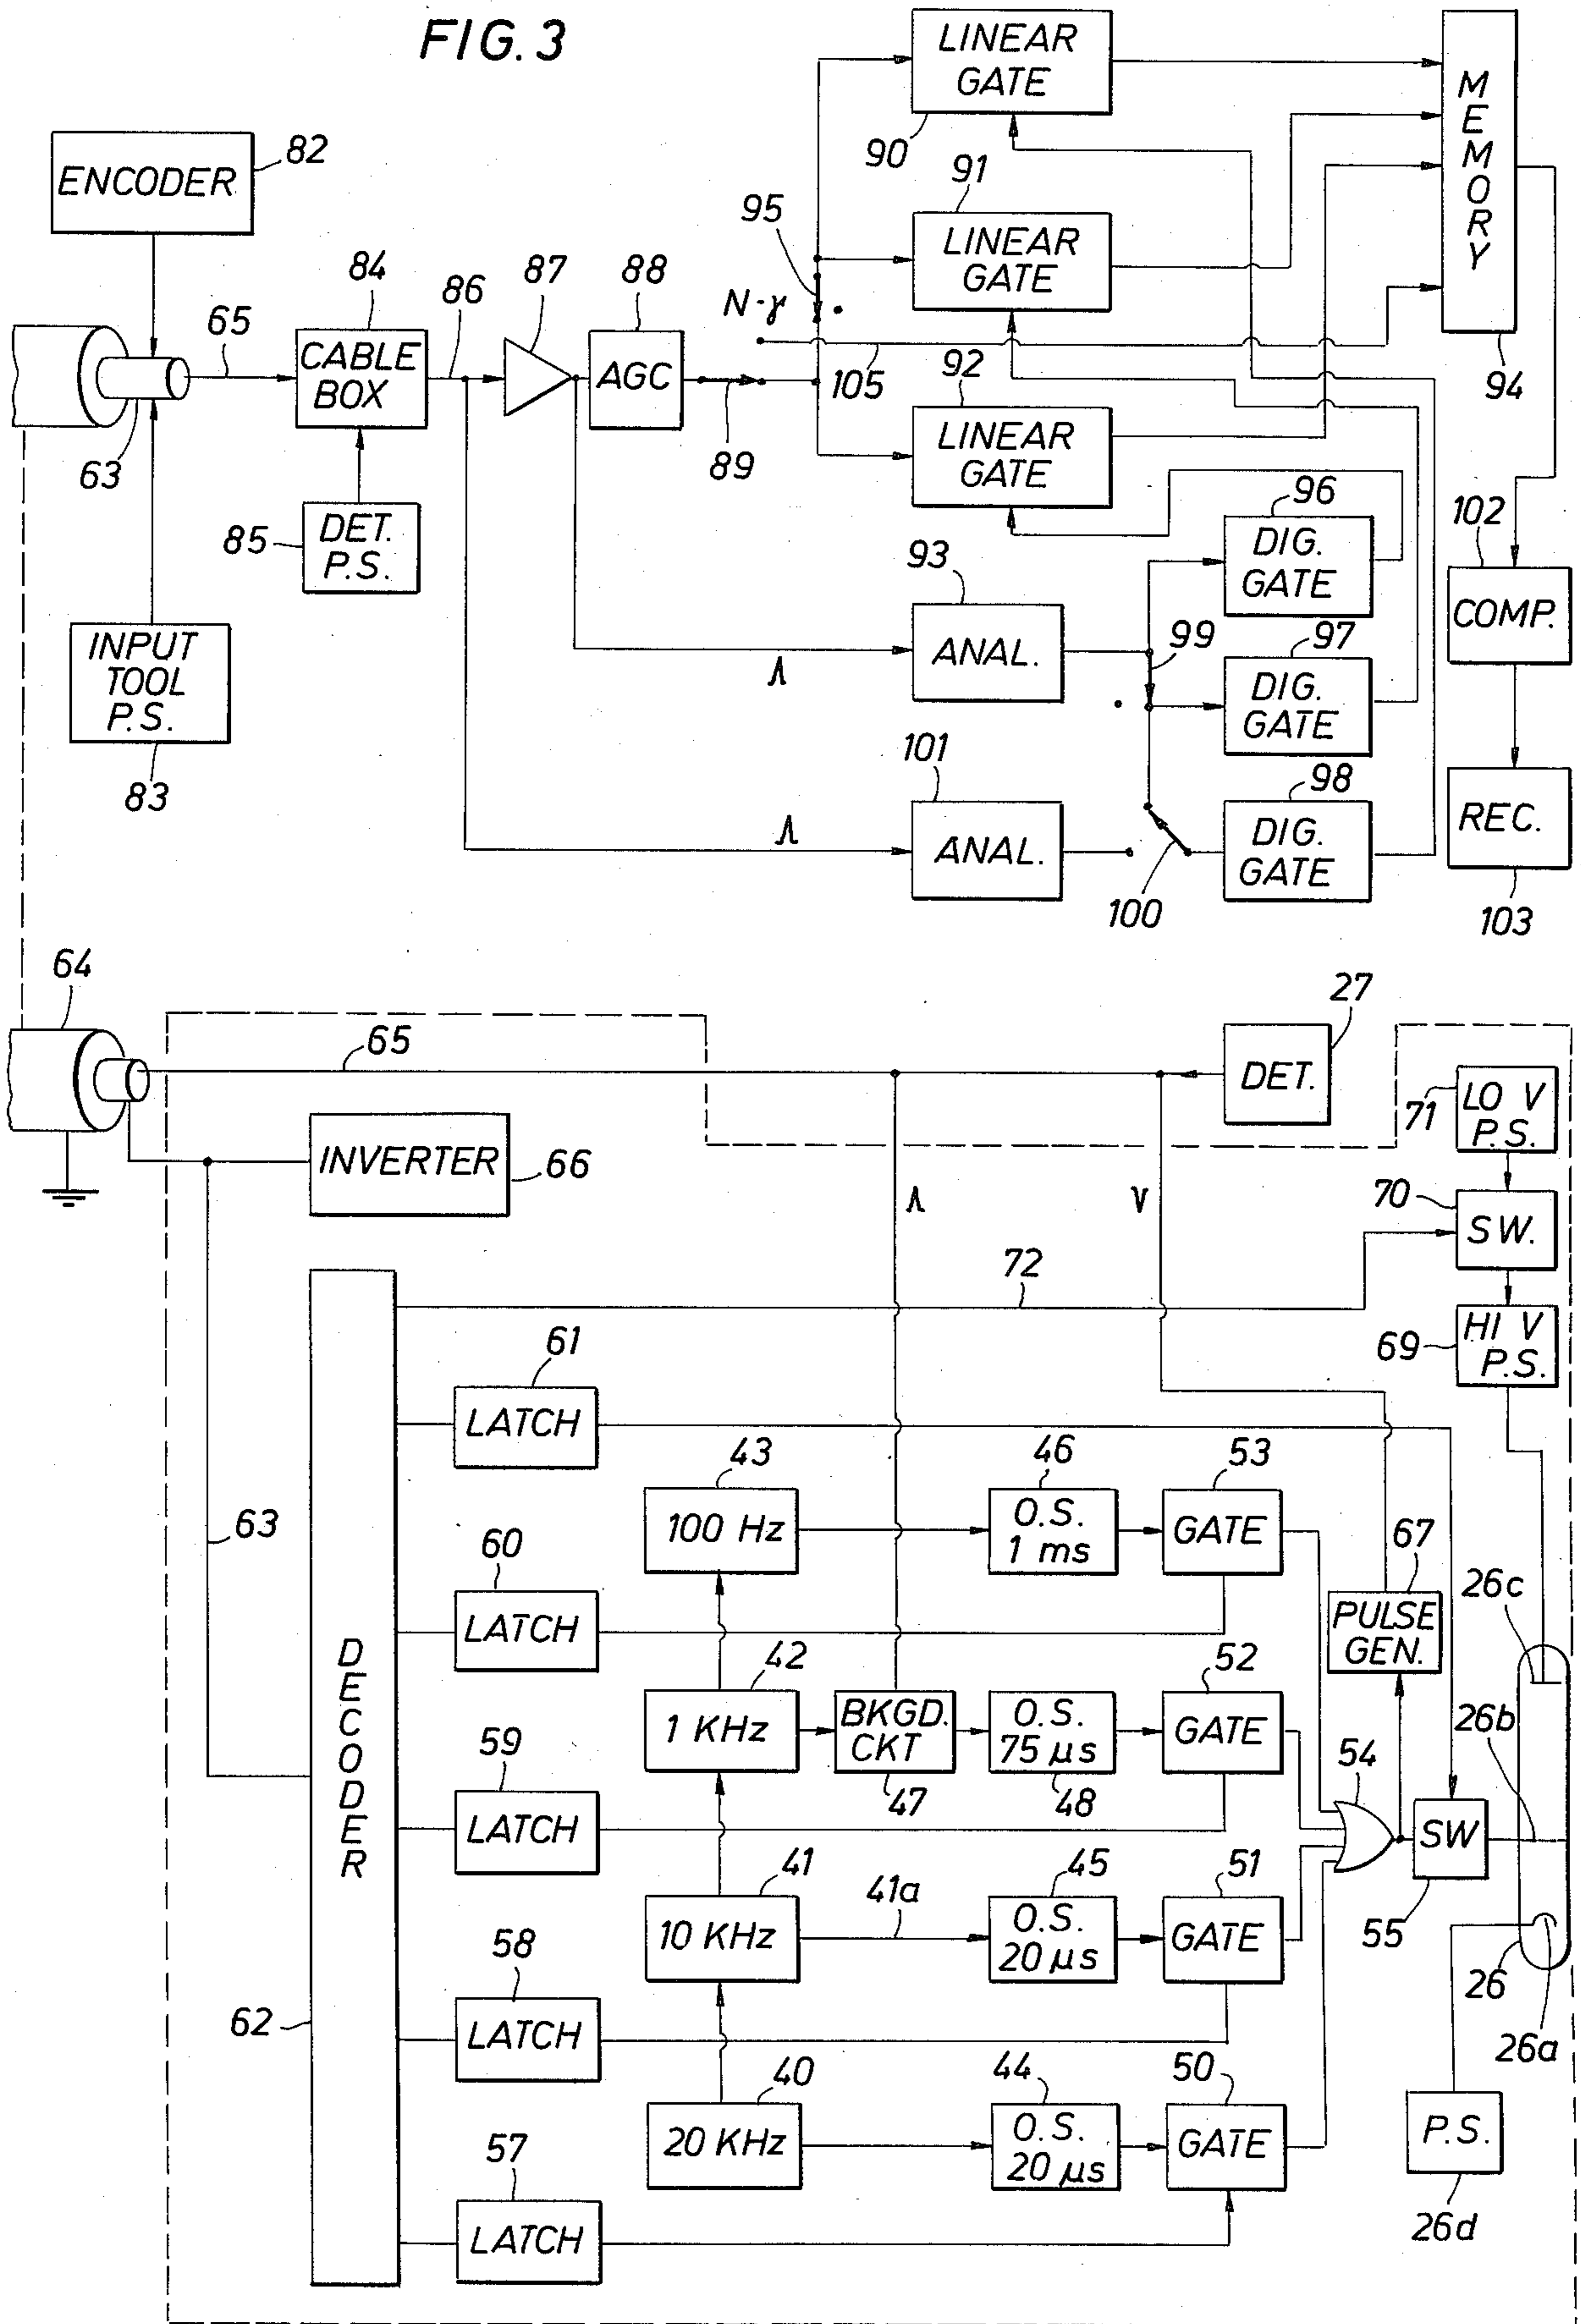 FIG. 3
LINEAR
GATE
90
MEMORY
94
ENCODER
82
91
LINEAR
GATE
95
84
86
87
88
N-γ
65
CABLE
BOX
AGC
63
89
105
92
LINEAR
GATE
85
DET.
P.S.
96
DIG.
GATE
102
COMP.
93
ANAL.
99
97
DIG.
GATE
INPUT
TOOL
P.S.
83
101
ANAL.
100
98
DIG.
GATE
REC.
103
64
65
27
DET.
71
LO V
P.S.
INVERTER
66
70
SW.
72
69
HI V
P.S.
61
LATCH
63
43
100 Hz
46
O.S.
1 ms
53
GATE
67
PULSE
GEN.
26c
60
LATCH
DECODER
62
42
1 KHz
BKGD.
CKT
47
O.S.
75 µs
48
52
GATE
26b
59
LATCH
54
SW
55
41
10 KHz
41a
45
O.S.
20 µs
51
GATE
26
26a
58
LATCH
40
20 KHz
44
O.S.
20 µs
50
GATE
P.S.
26d
57
LATCH